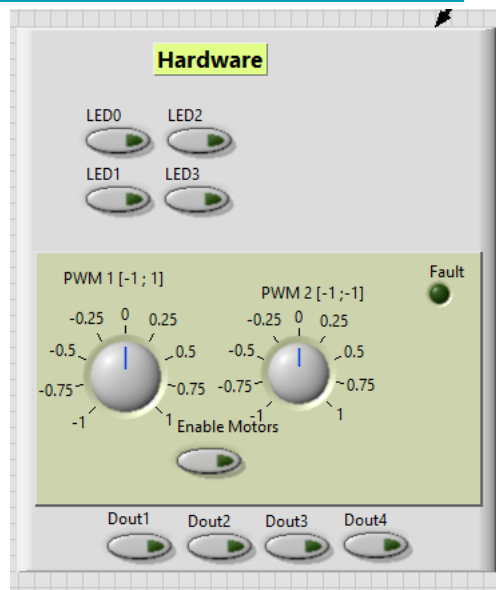 Hardware
LED0 LED2
LED1 LED3
PWM 1 [-1 ; 1]
Fault
PWM 2 [-1 ;-1]
-0.25 0 0.25
-0.25 0 0.25
-0.5 0.5
-0.5 0.5
-0.75 0.75
-0.75 0.75
-1 1
-1 1
Enable Motors
Dout1 Dout2 Dout3 Dout4